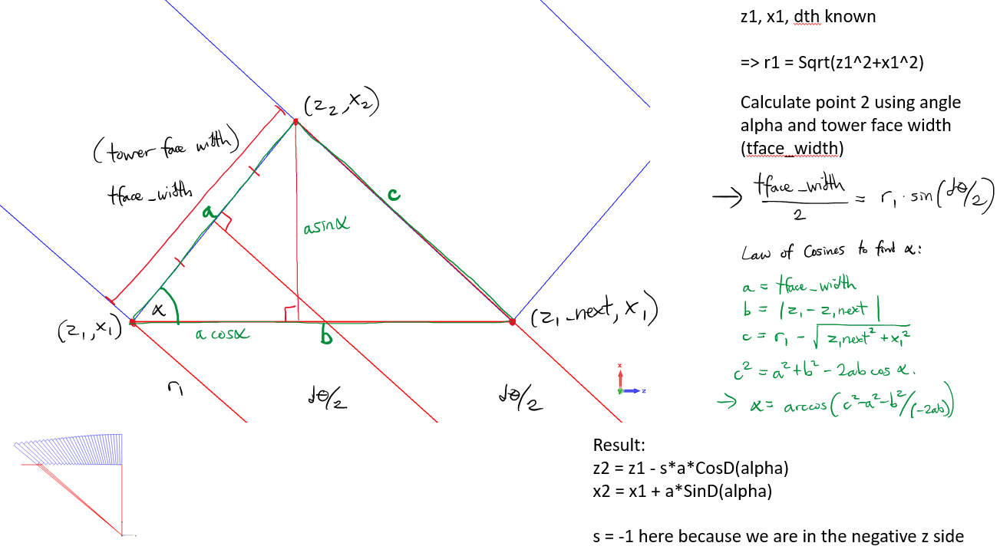 z1, x1, dth known
=> r1 = Sqrt(z1^2+x1^2)
Calculate point 2 using angle
alpha and tower face width
(tface_width)
→ tface_width / 2 = r₁ · sin(dθ/2)
Law of Cosines to find α:
a = tface_width
b = |z₁ - z₁next|
c = r₁ - √(z₁next² + x₁²)
c² = a² + b² - 2ab cos α.
→ α = arccos(c²-a²-b²/(-2ab))
(z₂, x₂)
(tower face width)
tface_width
a
c
asinα
α
(z₁, x₁)
a cosα
b
(z₁_next, x₁)
r₁
dθ/2
dθ/2
x
y
z
Result:
z2 = z1 - s*a*CosD(alpha)
x2 = x1 + a*SinD(alpha)
s = -1 here because we are in the negative z side